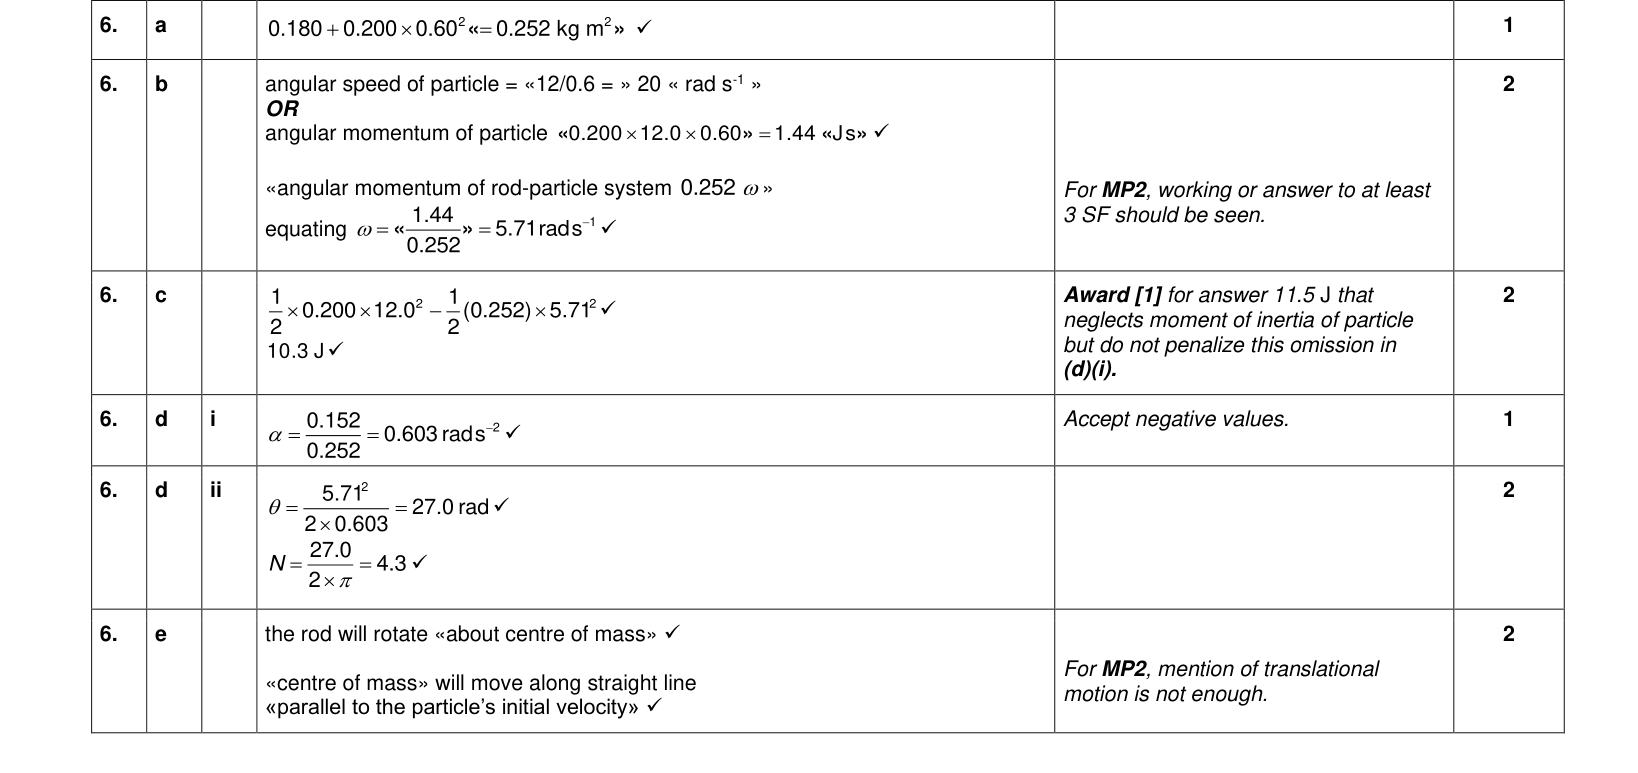 6. a 0.180 + 0.200 × 0.60² «= 0.252 kg m²» ✓ 1
6. b angular speed of particle = «12/0.6 = » 20 « rad s⁻¹ » 2
OR
angular momentum of particle «0.200 × 12.0 × 0.60» = 1.44 «J s» ✓
«angular momentum of rod-particle system 0.252 ω »
equating ω = «1.44/0.252» = 5.71 rad s⁻¹ ✓
For MP2, working or answer to at least
3 SF should be seen.
6. c 1/2 × 0.200 × 12.0² − 1/2 (0.252) × 5.71² ✓ 2
10.3 J ✓
Award [1] for answer 11.5 J that
neglects moment of inertia of particle
but do not penalize this omission in
(d)(i).
6. d i α = 0.152/0.252 = 0.603 rad s⁻² ✓ Accept negative values. 1
6. d ii θ = 5.71²/2 × 0.603 = 27.0 rad ✓ 2
N = 27.0/2 × π = 4.3 ✓
6. e the rod will rotate «about centre of mass» ✓ 2
«centre of mass» will move along straight line
«parallel to the particle's initial velocity» ✓
For MP2, mention of translational
motion is not enough.